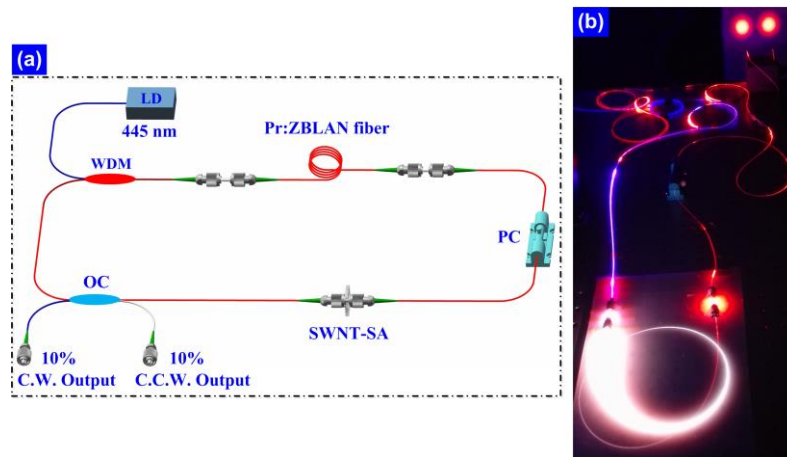 (a)
LD
445 nm
Pr:ZBLAN fiber
WDM
PC
OC
SWNT-SA
10%
C.W. Output
10%
C.C.W. Output
(b)